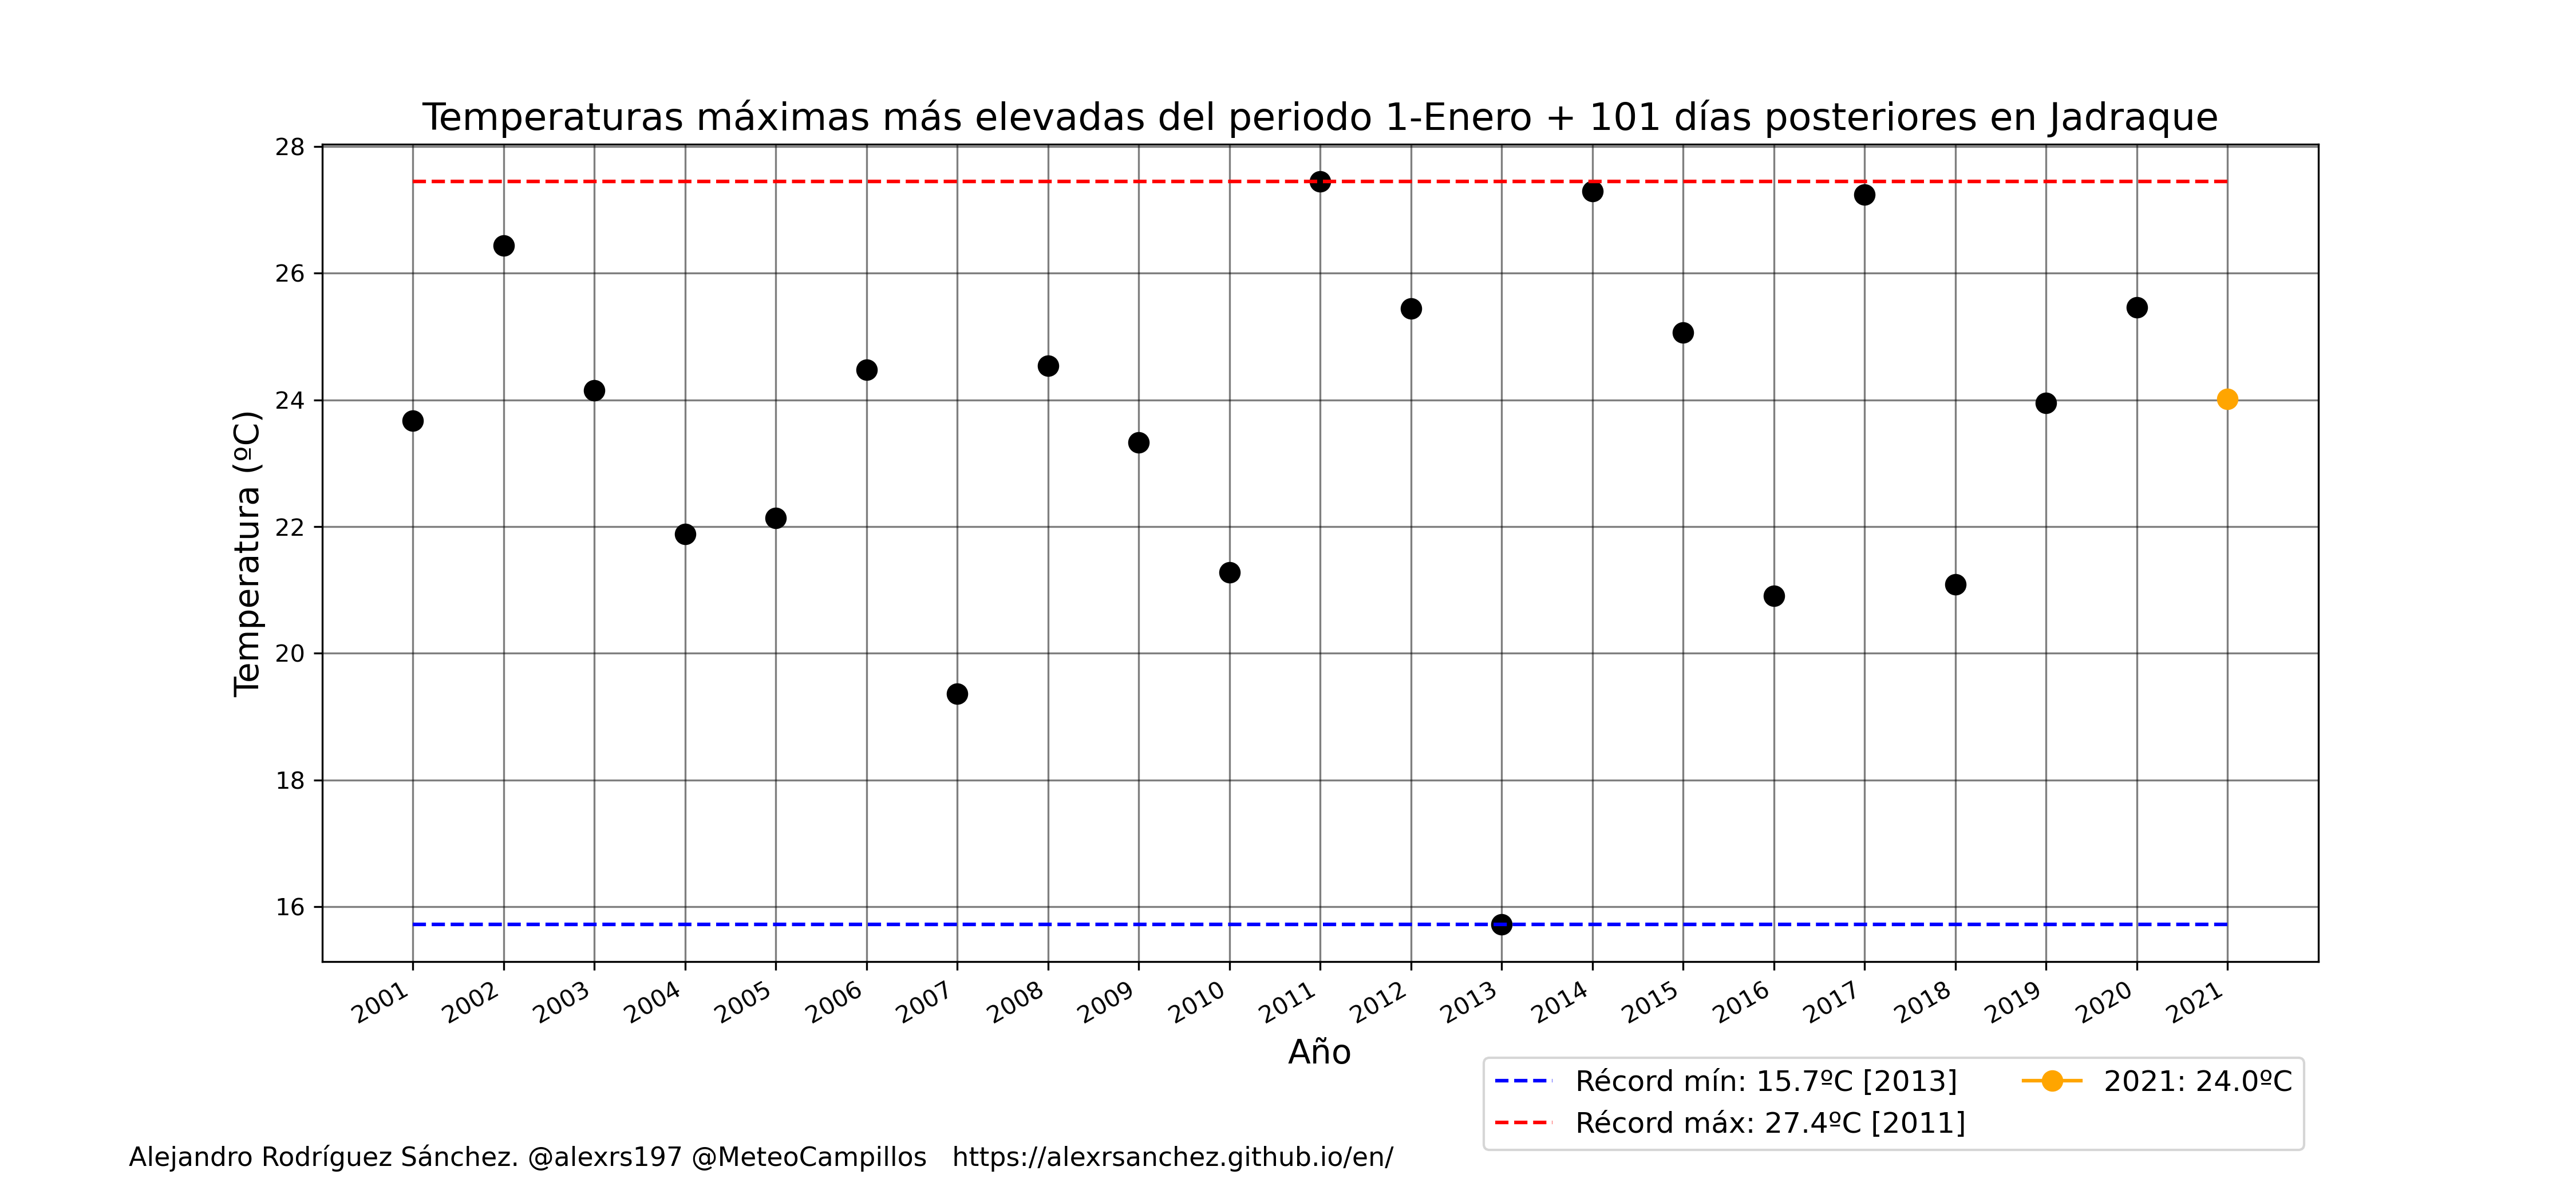 Temperaturas máximas más elevadas del periodo 1-Enero + 101 días posteriores en Jadraque
28
26
24
22
20
18
16
Temperatura (ºC)
2001 2002 2003 2004 2005 2006 2007 2008 2009 2010 2011 2012 2013 2014 2015 2016 2017 2018 2019 2020 2021
Año
Récord mín: 15.7ºC [2013]
Récord máx: 27.4ºC [2011]
2021: 24.0ºC
Alejandro Rodríguez Sánchez. @alexrs197 @MeteoCampillos https://alexrsanchez.github.io/en/